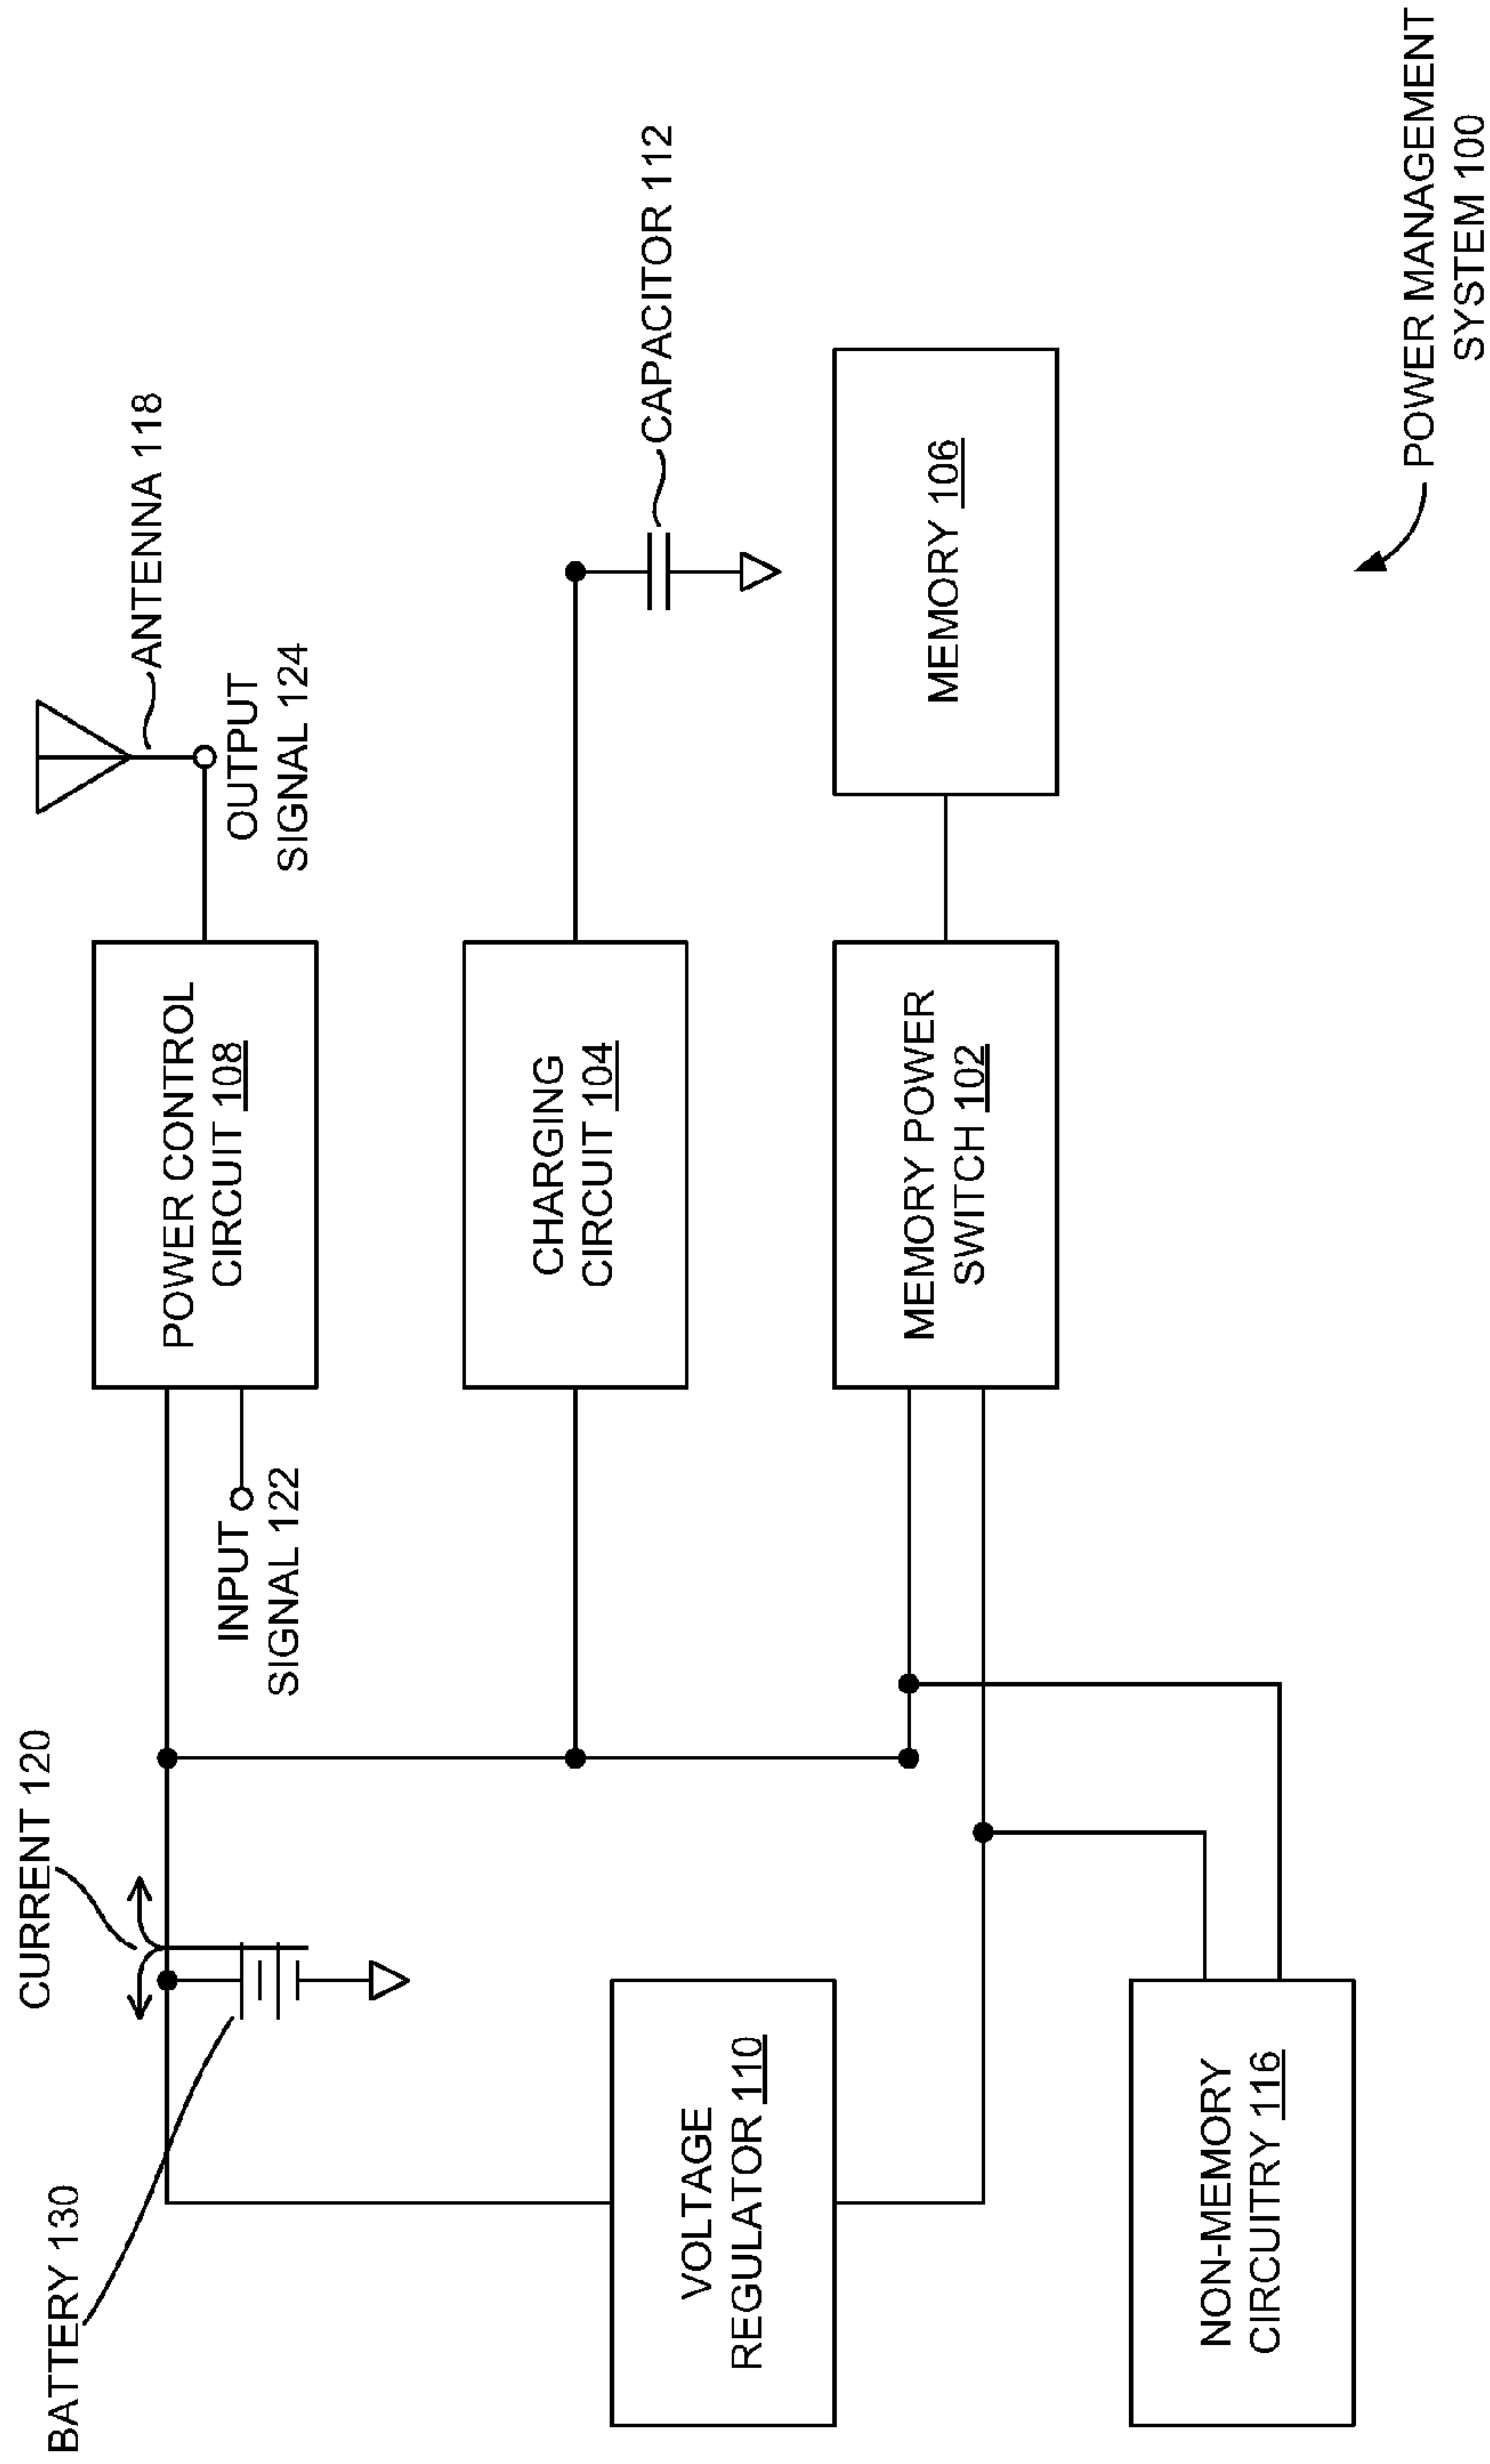 BATTERY 130
CURRENT 120
INPUT
SIGNAL 122
POWER CONTROL
CIRCUIT 108
OUTPUT
SIGNAL 124
ANTENNA 118
CHARGING
CIRCUIT 104
CAPACITOR 112
VOLTAGE
REGULATOR 110
MEMORY POWER
SWITCH 102
MEMORY 106
NON-MEMORY
CIRCUITRY 116
POWER MANAGEMENT
SYSTEM 100